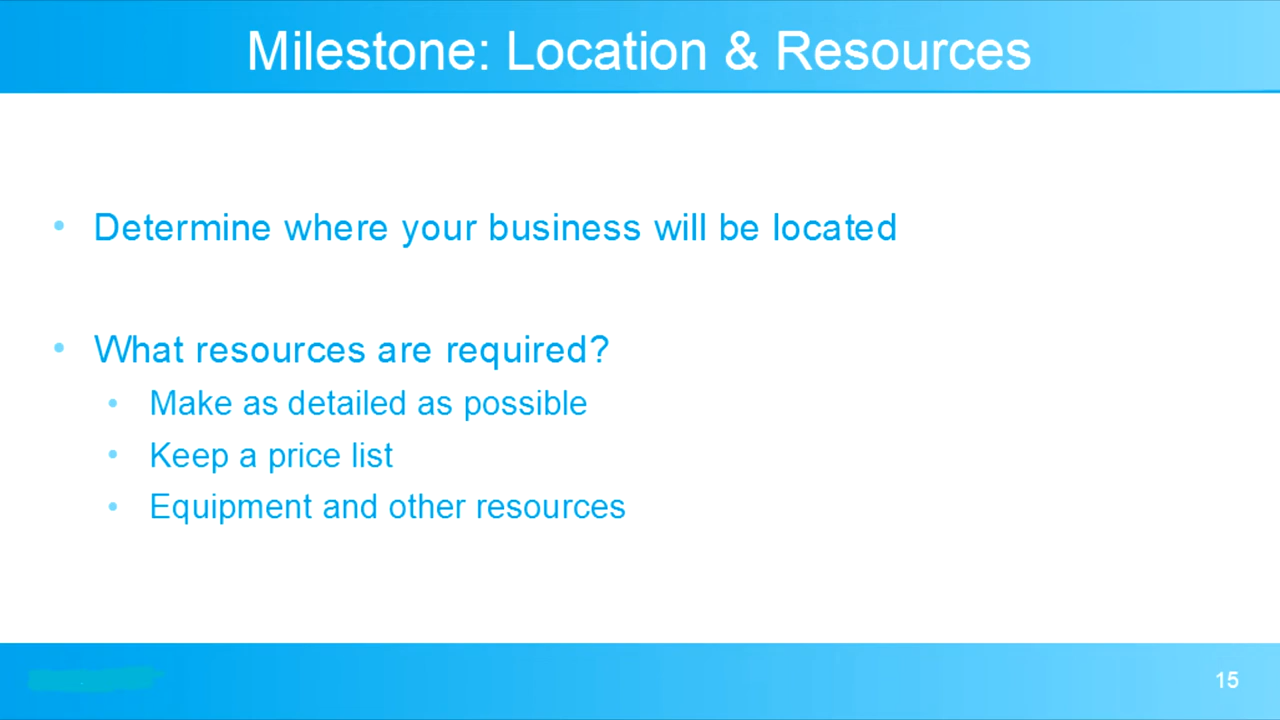 Milestone: Location & Resources
• Determine where your business will be located
• What resources are required?
• Make as detailed as possible
• Keep a price list
• Equipment and other resources
15